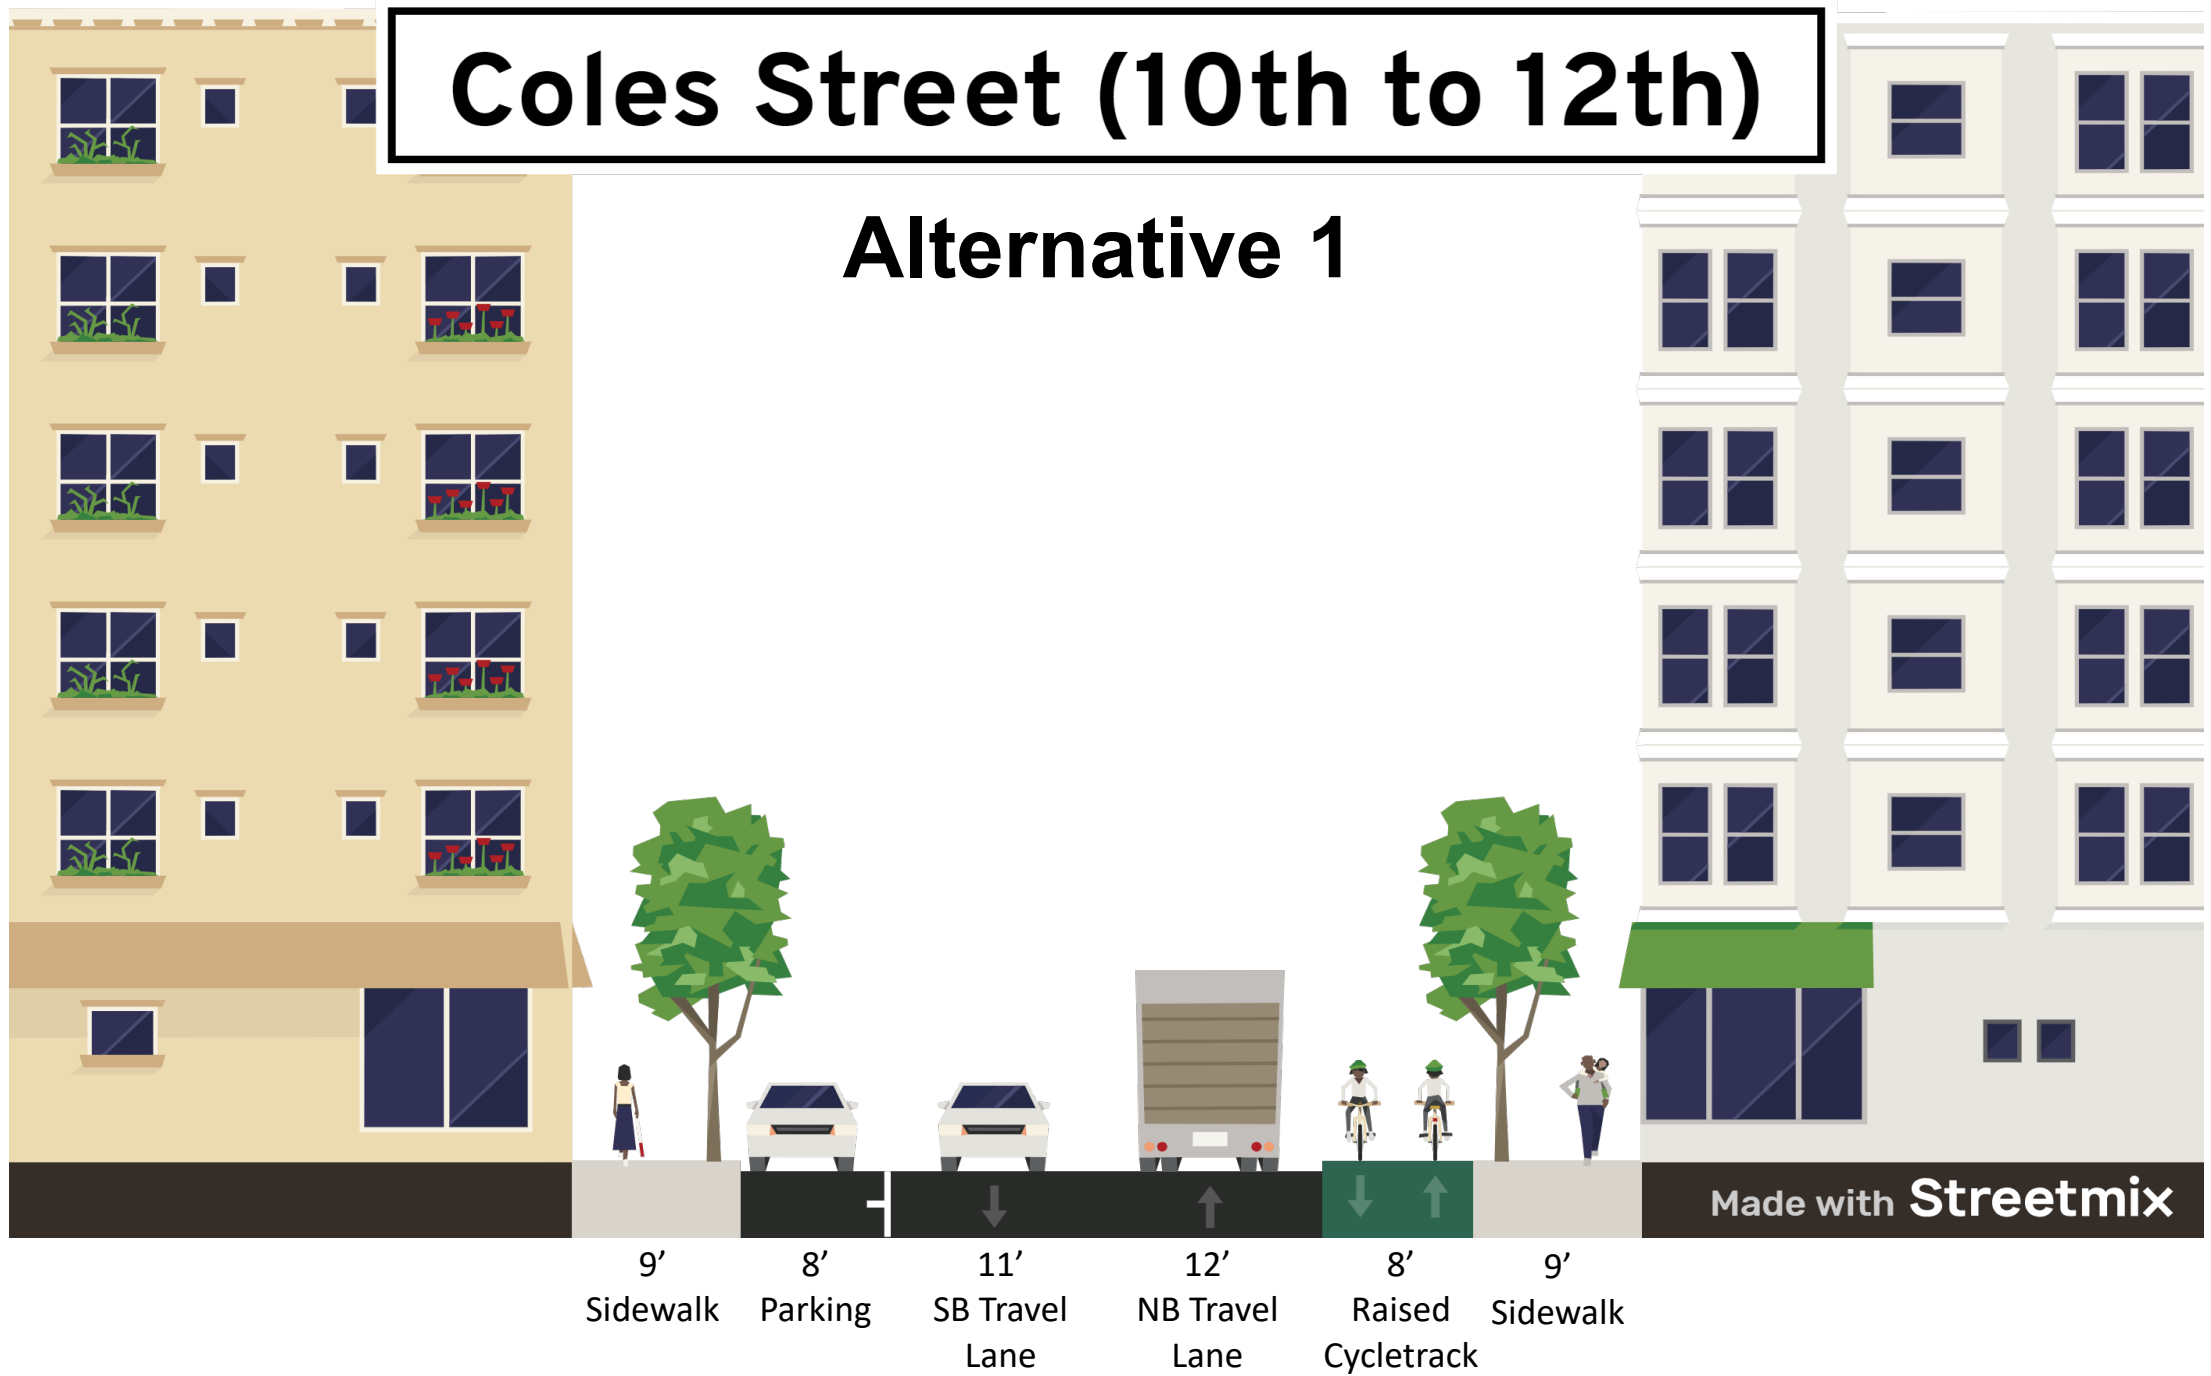 Coles Street (10th to 12th)
Alternative 1
Made with Streetmix
9’
Sidewalk
8’
Parking
11’
SB Travel
Lane
12’
NB Travel
Lane
8’
Raised
Cycletrack
9’
Sidewalk